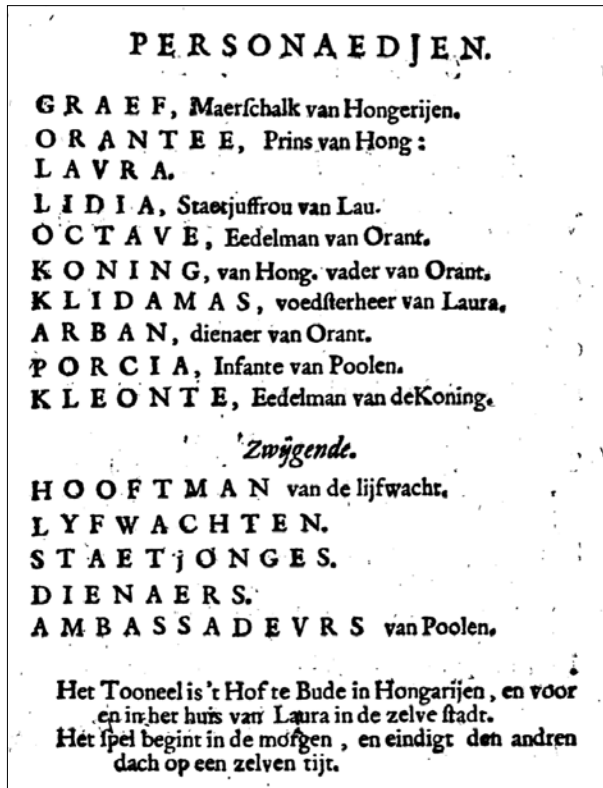 PERSONAEDJEN.
GRAEF, Maerſchalk van Hongerijen.
ORANTEE, Prins van Hong:
LAVRA.
LIDIA, Staetjuffrou van Lau.
OCTAVE, Eedelman van Orant.
KONING, van Hong. vader van Orant.
KLIDAMAS, voedſterheer van Laura.
ARBAN, dienaer van Orant.
PORCIA, Infante van Poolen.
KLEONTE, Eedelman van deKoning.
Zwijgende.
HOOFTMAN van de lijfwacht.
LYFWACHTEN.
STAETjONGES.
DIENAERS.
AMBASSADEVRS van Poolen.
Het Tooneel is 't Hof te Bude in Hongarijen, en voor
en in het huis van Laura in de zelve ſtadt.
Het ſpel begint in de morgen, en eindigt den andren
dach op een zelven tijt.